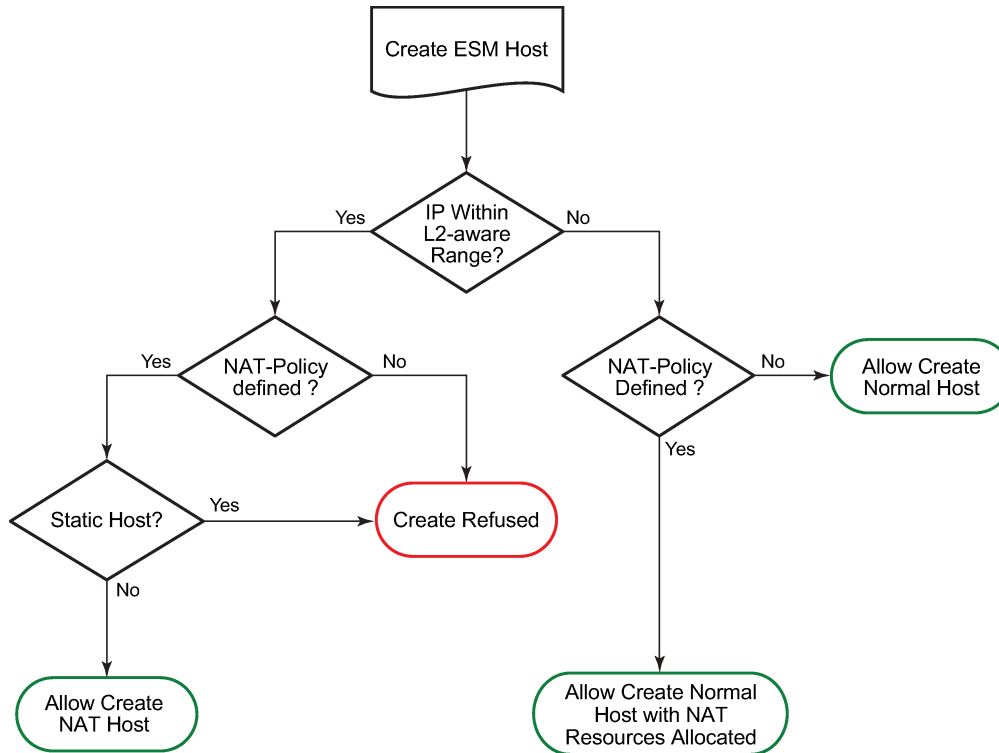 Create ESM Host
IP Within
L2-aware
Range?
Yes
No
NAT-Policy
defined ?
Yes
No
NAT-Policy
Defined ?
No
Yes
Allow Create
Normal Host
Static Host?
Yes
No
Create Refused
Allow Create
NAT Host
Allow Create Normal
Host with NAT
Resources Allocated